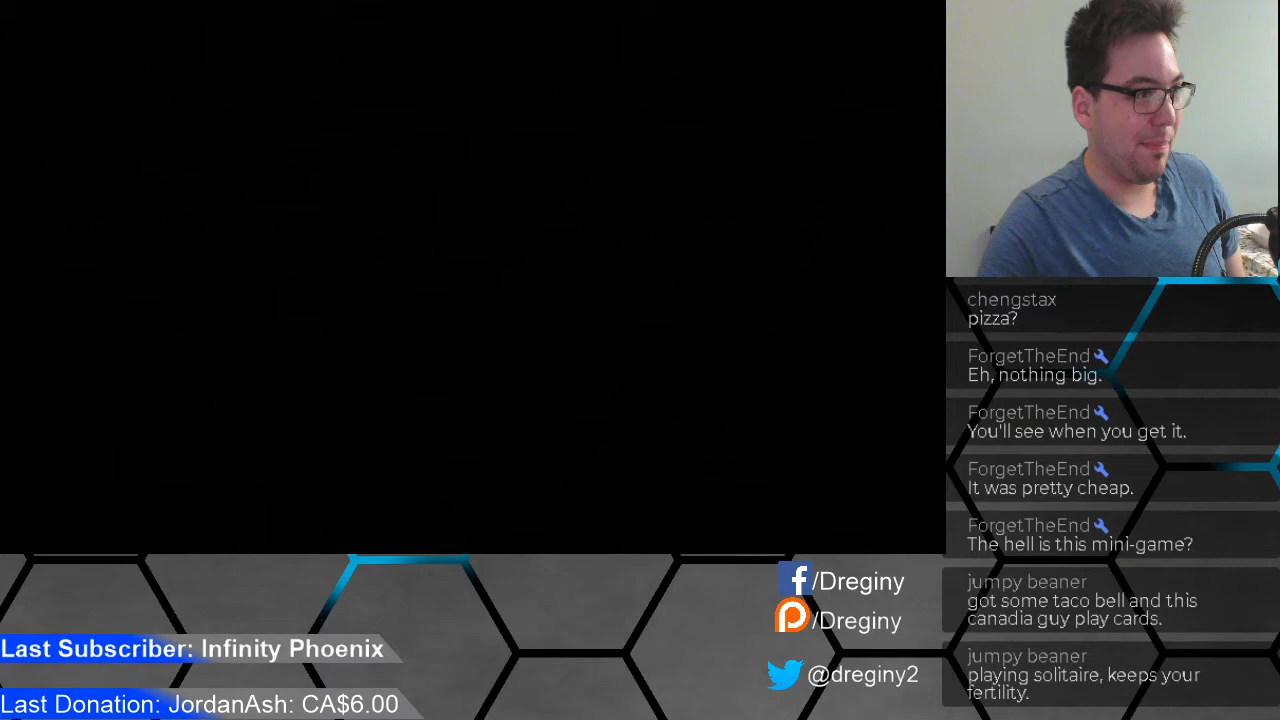 chengstax
pizza?
ForgetTheEnd
Eh, nothing big.
ForgetTheEnd
You'll see when you get it.
ForgetTheEnd
It was pretty cheap.
ForgetTheEnd
The hell is this mini-game?
jumpy beaner
got some taco bell and this
canadia guy play cards.
jumpy beaner
playing solitaire, keeps your
fertility.
/Dreginy
/Dreginy
@dreginy2
Last Subscriber: Infinity Phoenix
Last Donation: JordanAsh: CA$6.00